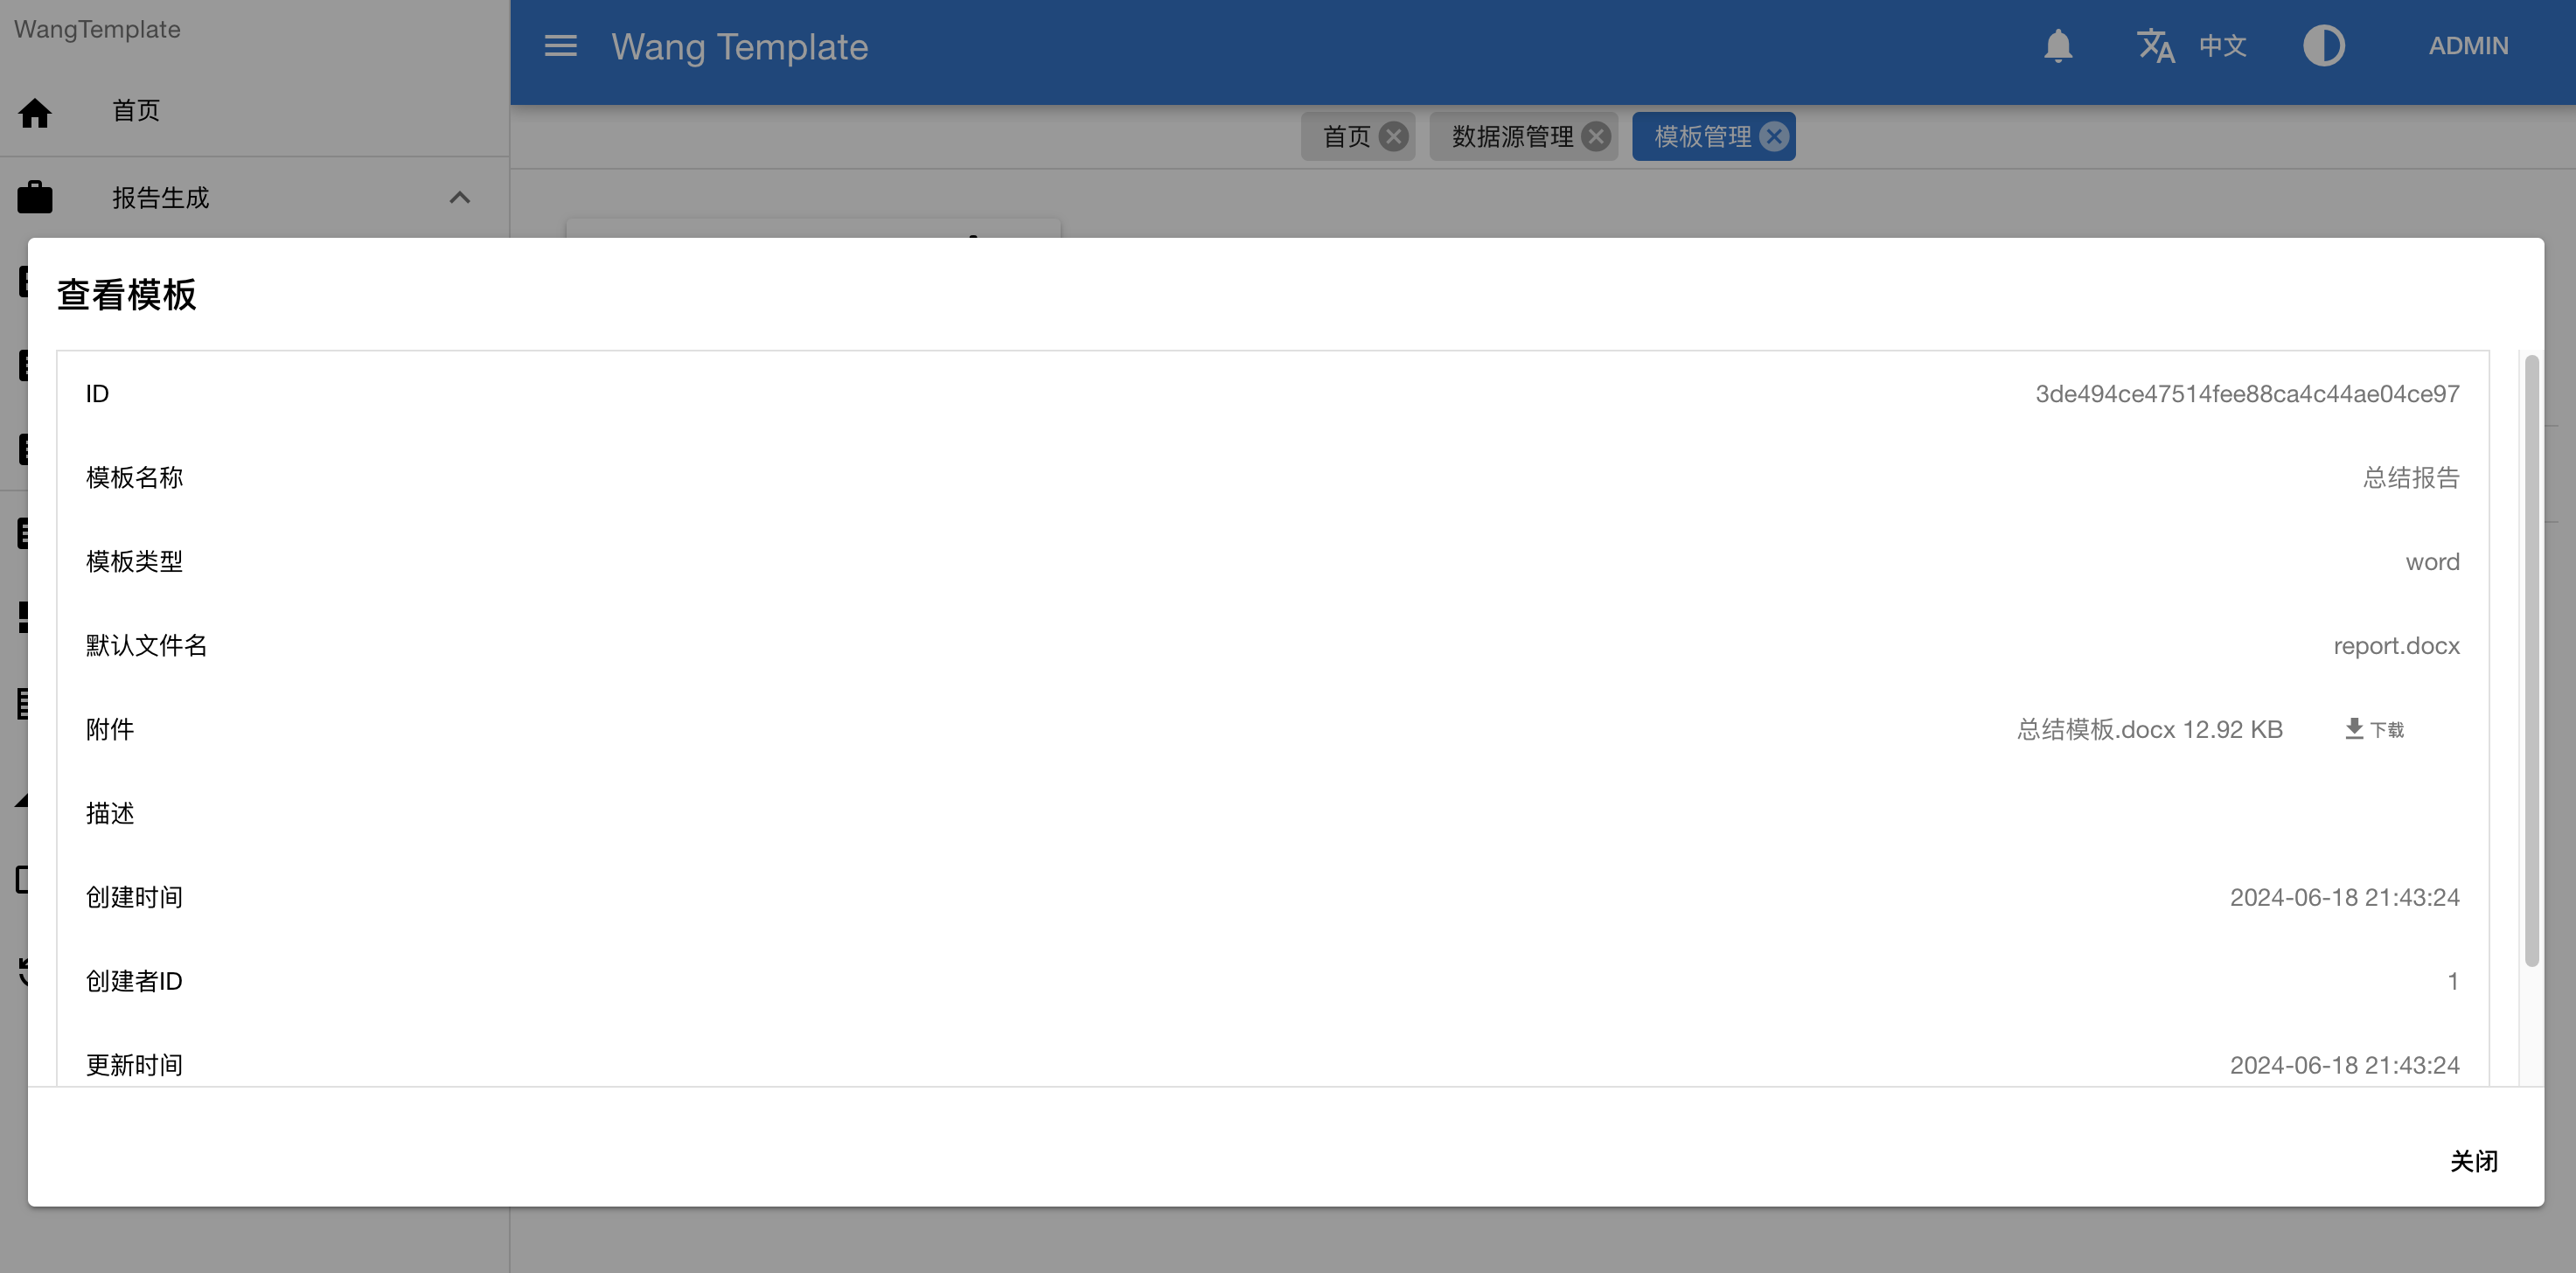 WangTemplate
Wang Template
中文
ADMIN
首页
首页
数据源管理
模板管理
报告生成
查看模板
ID 3de494ce47514fee88ca4c44ae04ce97
模板名称 总结报告
模板类型 word
默认文件名 report.docx
附件 总结模板.docx 12.92 KB 下载
描述
创建时间 2024-06-18 21:43:24
创建者ID 1
更新时间 2024-06-18 21:43:24
关闭